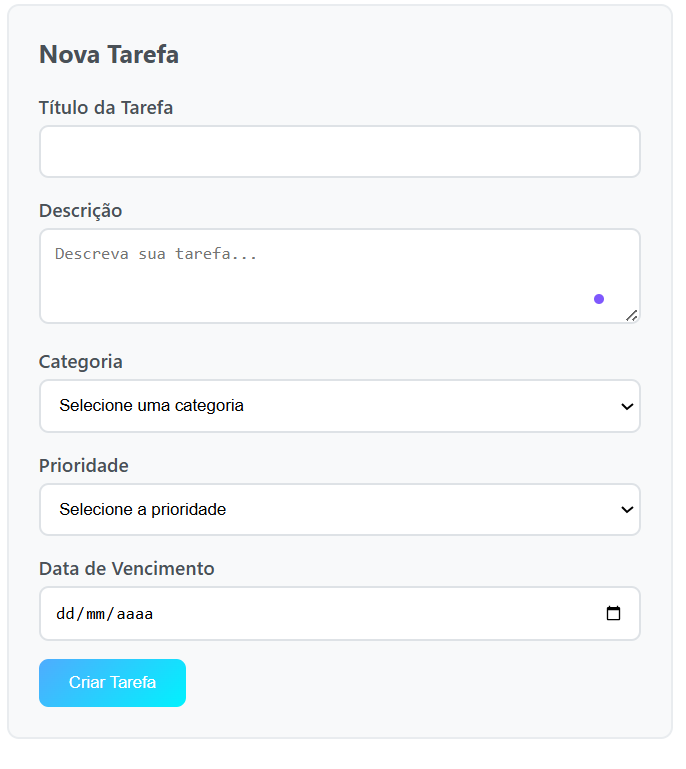 Nova Tarefa
Título da Tarefa
Descrição
Descreva sua tarefa...
Categoria
Selecione uma categoria
Prioridade
Selecione a prioridade
Data de Vencimento
dd/mm/aaaa
Criar Tarefa